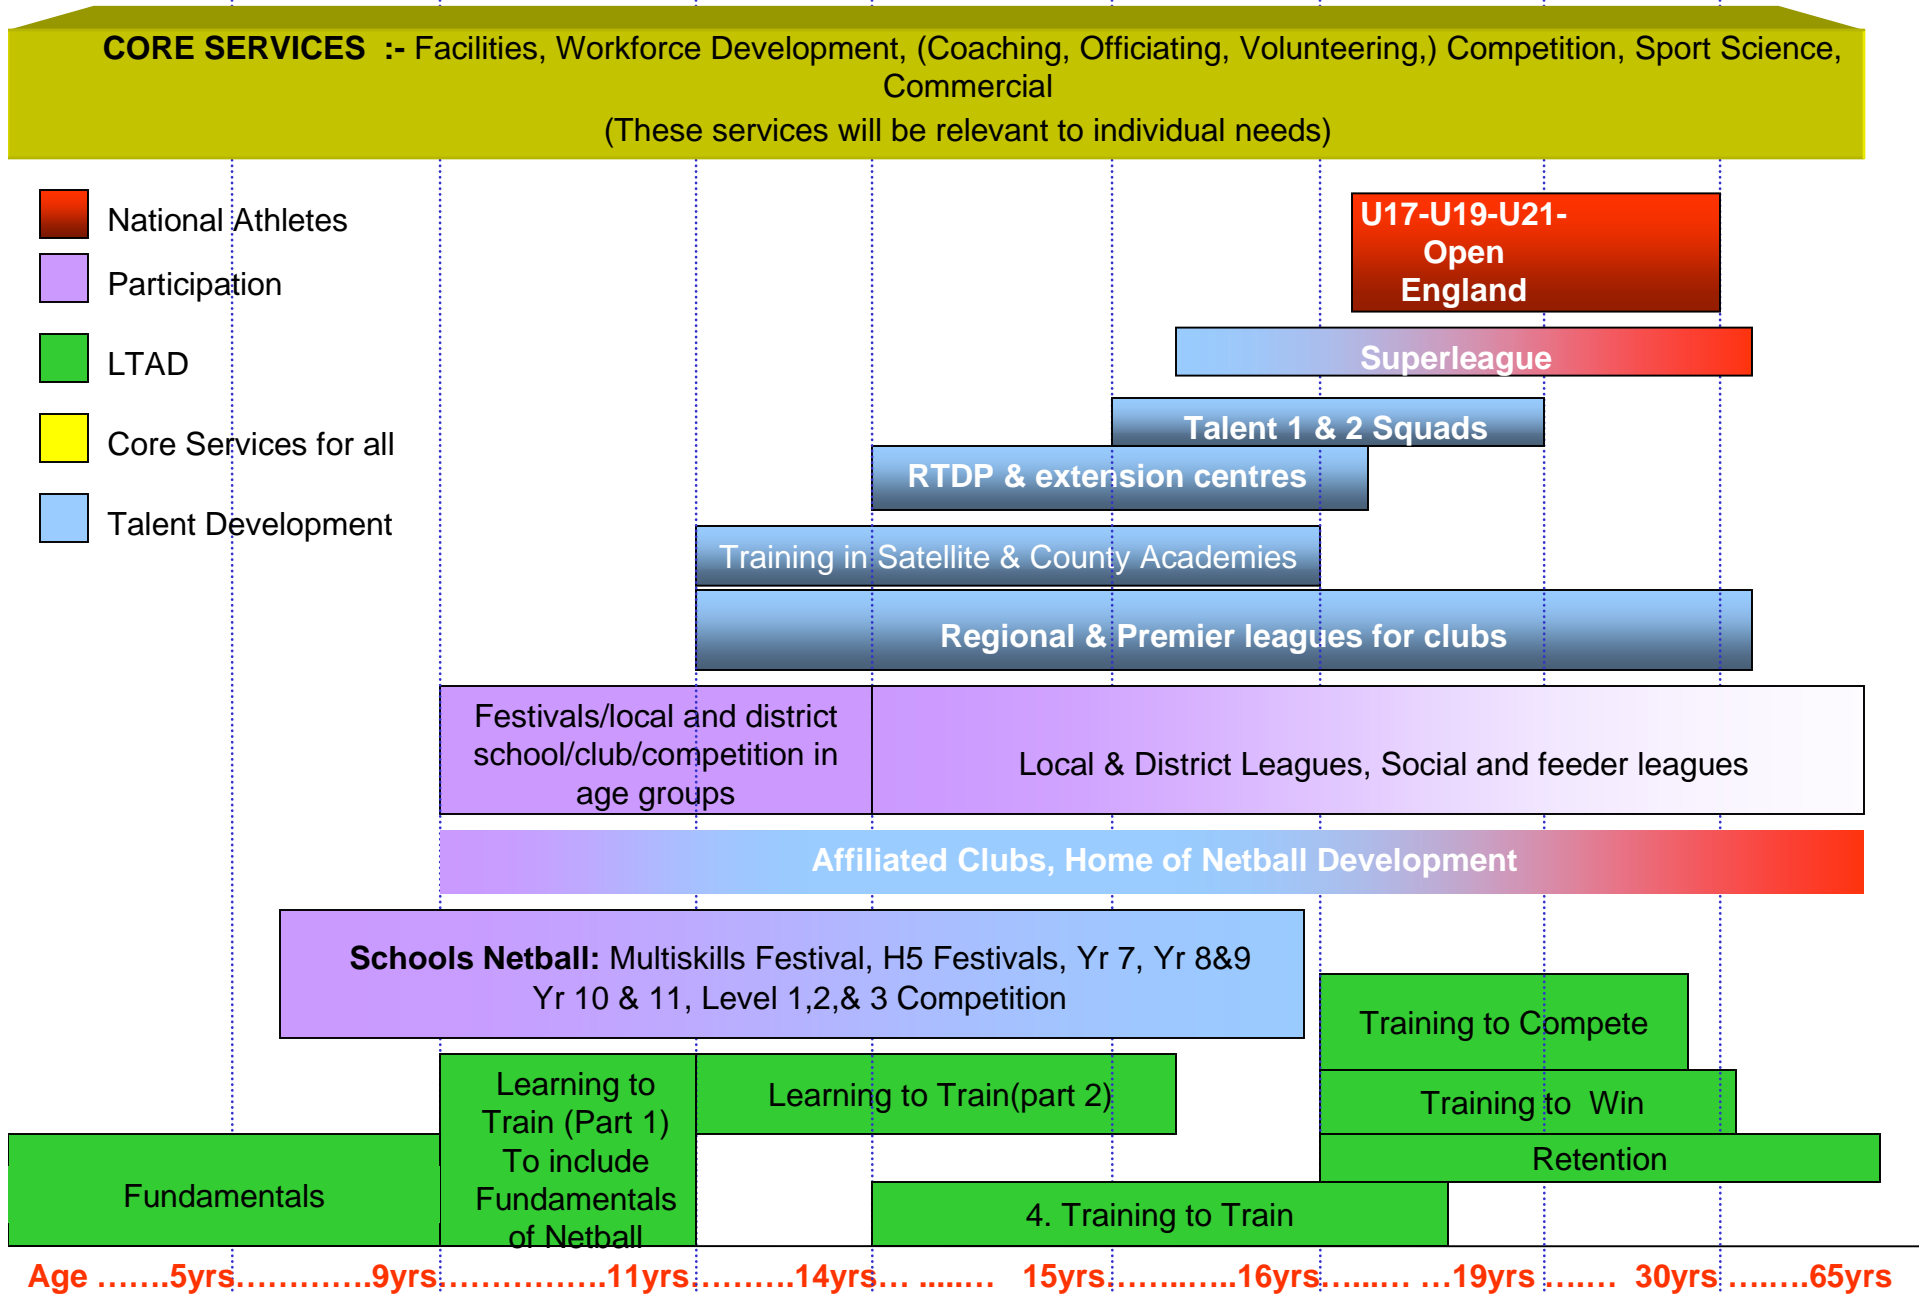 CORE SERVICES :- Facilities, Workforce Development, (Coaching, Officiating, Volunteering,) Competition, Sport Science,
Commercial
(These services will be relevant to individual needs)
National Athletes
Participation
LTAD
Core Services for all
Talent Development
U17-U19-U21-
Open
England
Superleague
Talent 1 & 2 Squads
RTDP & extension centres
Training in Satellite & County Academies
Regional & Premier leagues for clubs
Festivals/local and district
school/club/competition in
age groups
Local & District Leagues, Social and feeder leagues
Affiliated Clubs, Home of Netball Development
Schools Netball: Multiskills Festival, H5 Festivals, Yr 7, Yr 8&9
Yr 10 & 11, Level 1,2,& 3 Competition
Training to Compete
Learning to
Train (Part 1)
To include
Fundamentals
of Netball
Learning to Train(part 2)
Training to Win
Retention
Fundamentals
4. Training to Train
Age …….5yrs………….9yrs…………….11yrs……….14yrs… ...…… 15yrs……..…..16yrs…...…. …19yrs ….… 30yrs ……..65yrs